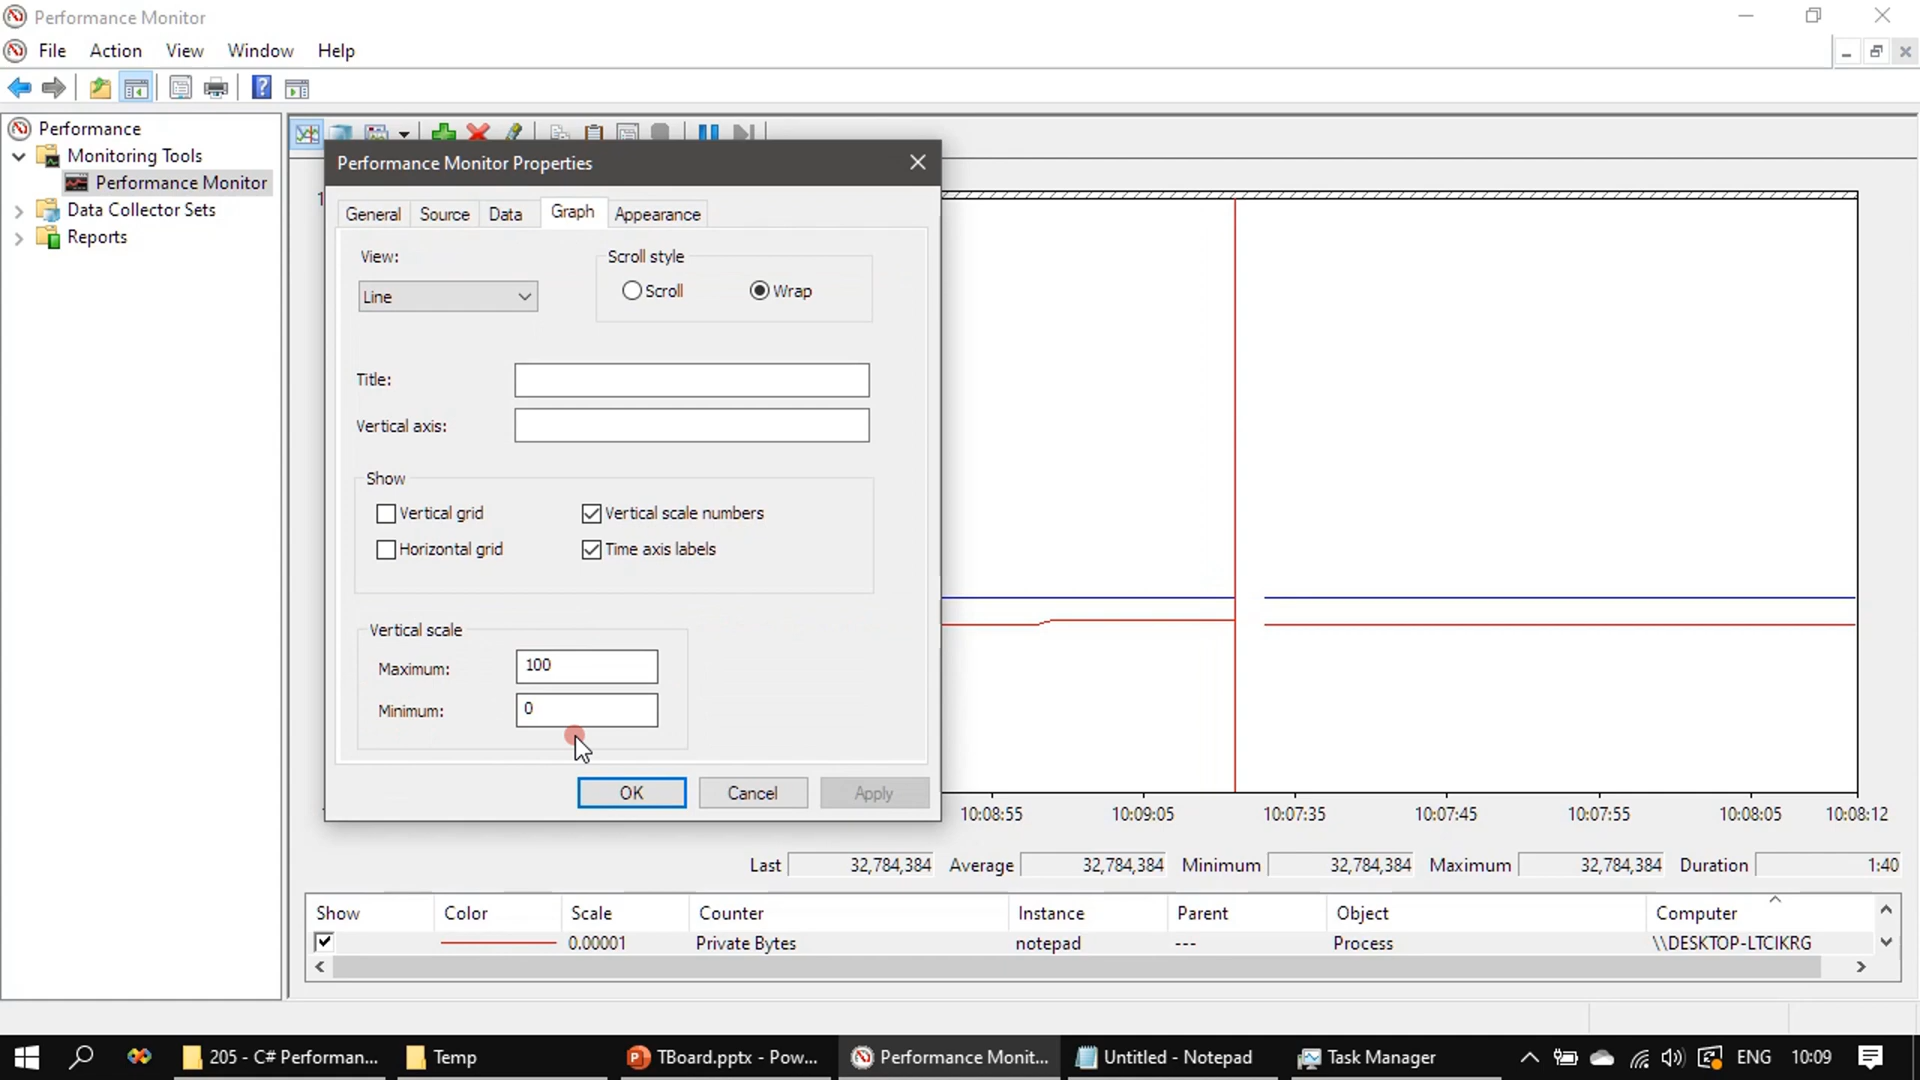 Performance Monitor
File Action View Window Help
Performance
Monitoring Tools
Performance Monitor
Data Collector Sets
Reports
Performance Monitor Properties
General Source Data Graph Appearance
View:
Line
Scroll style
Scroll Wrap
Title:
Vertical axis:
Show
Vertical grid Vertical scale numbers
Horizontal grid Time axis labels
Vertical scale
Maximum: 100
Minimum: 0
OK Cancel Apply
10:08:55 10:09:05 10:07:35 10:07:45 10:07:55 10:08:05 10:08:12
Last 32,784,384 Average 32,784,384 Minimum 32,784,384 Maximum 32,784,384 Duration 1:40
Show Color Scale Counter Instance Parent Object Computer
0.00001 Private Bytes notepad --- Process \\DESKTOP-LTCIKRG
205 - C# Performan... Temp TBoard.pptx - Pow... Performance Monit... Untitled - Notepad Task Manager ENG 10:09